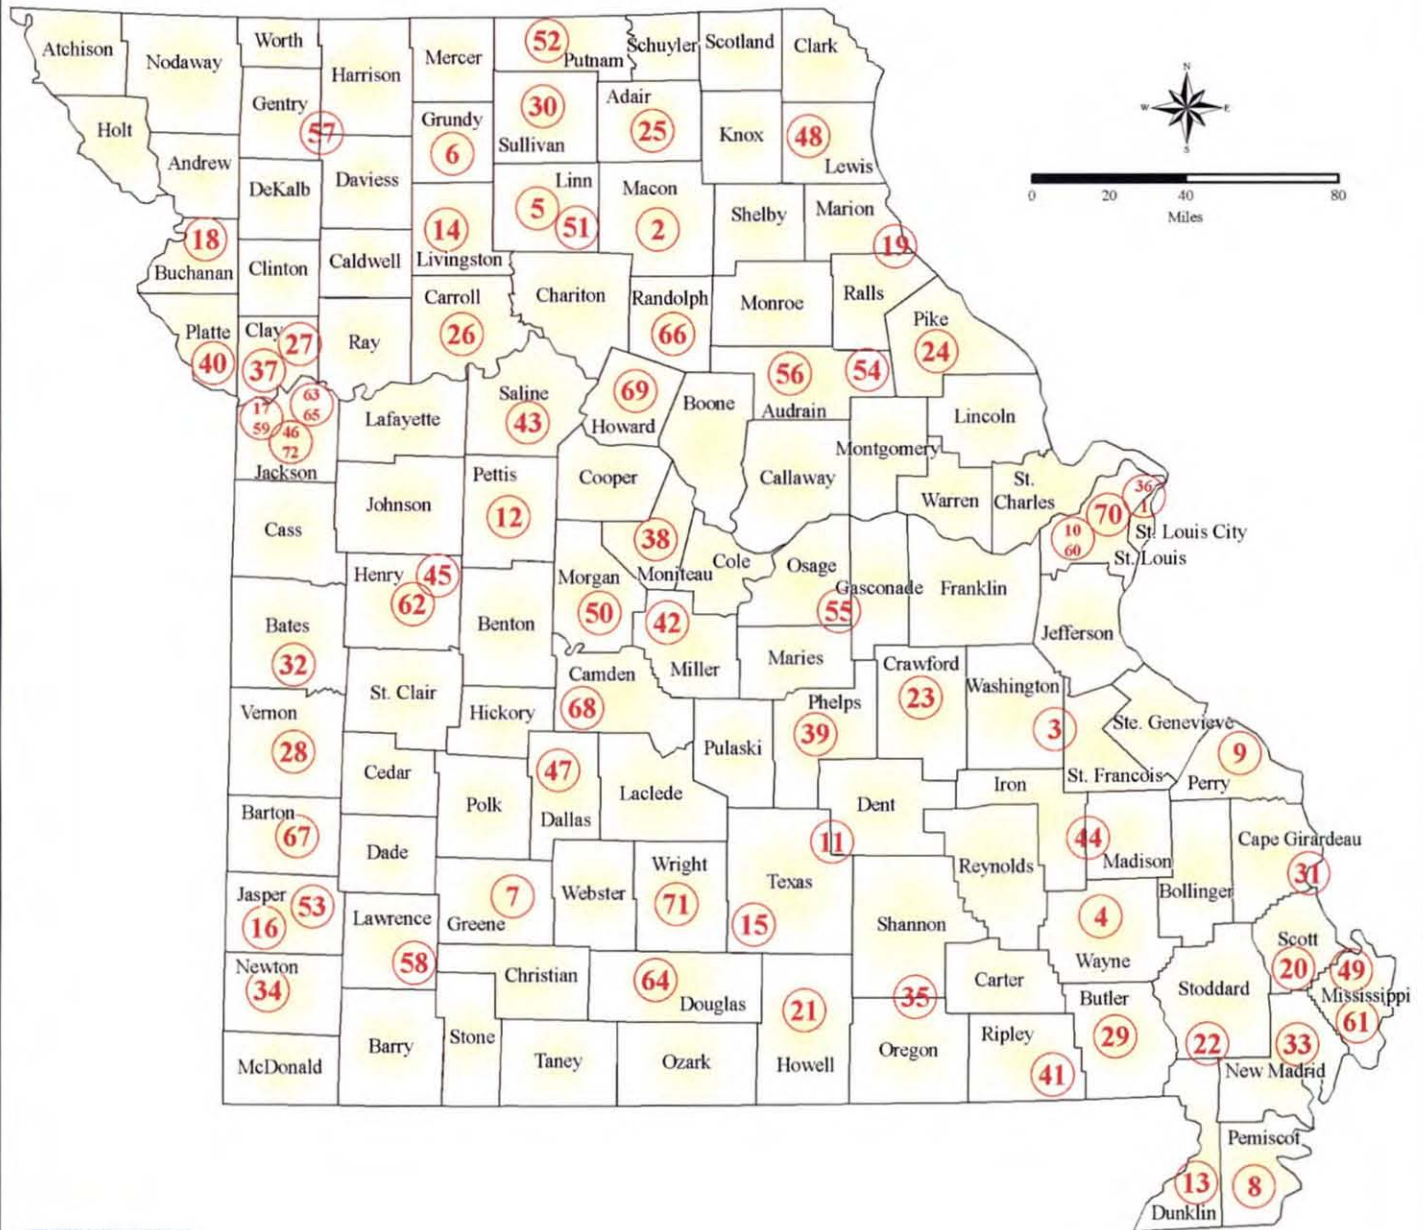 N
W E
S
0 20 40 80
Miles
Atchison
Nodaway
Worth
Harrison
Mercer
52
Putnam
Schuyler
Scotland
Clark
Holt
Gentry
57
Grundy
6
30
Sullivan
Adair
25
Knox
48
Lewis
Andrew
DeKalb
Daviess
14
Livingston
Linn
5
51
Macon
2
Shelby
Marion
19
18
Buchanan
Clinton
Caldwell
Carroll
26
Chariton
Randolph
66
Monroe
Ralls
Pike
24
Platte
40
Clay
27
37
Ray
17
59
63
65
46
72
Jackson
Lafayette
Saline
43
69
Howard
Boone
56
Audrain
54
Lincoln
Montgomery
Callaway
Warren
St.
Charles
36
1
70
10
60
St. Louis City
St. Louis
Cass
Johnson
Pettis
12
Cooper
38
Moniteau
Cole
Osage
55
Gasconade
Franklin
Jefferson
Henry
45
62
Benton
Morgan
50
42
Miller
Maries
Bates
32
St. Clair
Hickory
Camden
68
Phelps
39
Crawford
23
Washington
3
Ste. Genevieve
St. Francois
9
Perry
Vernon
28
Cedar
Polk
47
Dallas
Laclede
Pulaski
Dent
Iron
Barton
67
Dade
11
Texas
15
Reynolds
44
Madison
Bollinger
Cape Girardeau
31
Jasper
53
16
Lawrence
58
7
Greene
Webster
Wright
71
Shannon
4
Wayne
Scott
20
49
Mississippi
61
Newton
34
Christian
64
Douglas
21
Howell
35
Carter
Butler
29
Stoddard
22
33
New Madrid
McDonald
Barry
Stone
Taney
Ozark
Oregon
Ripley
41
Pemiscot
8
13
Dunklin